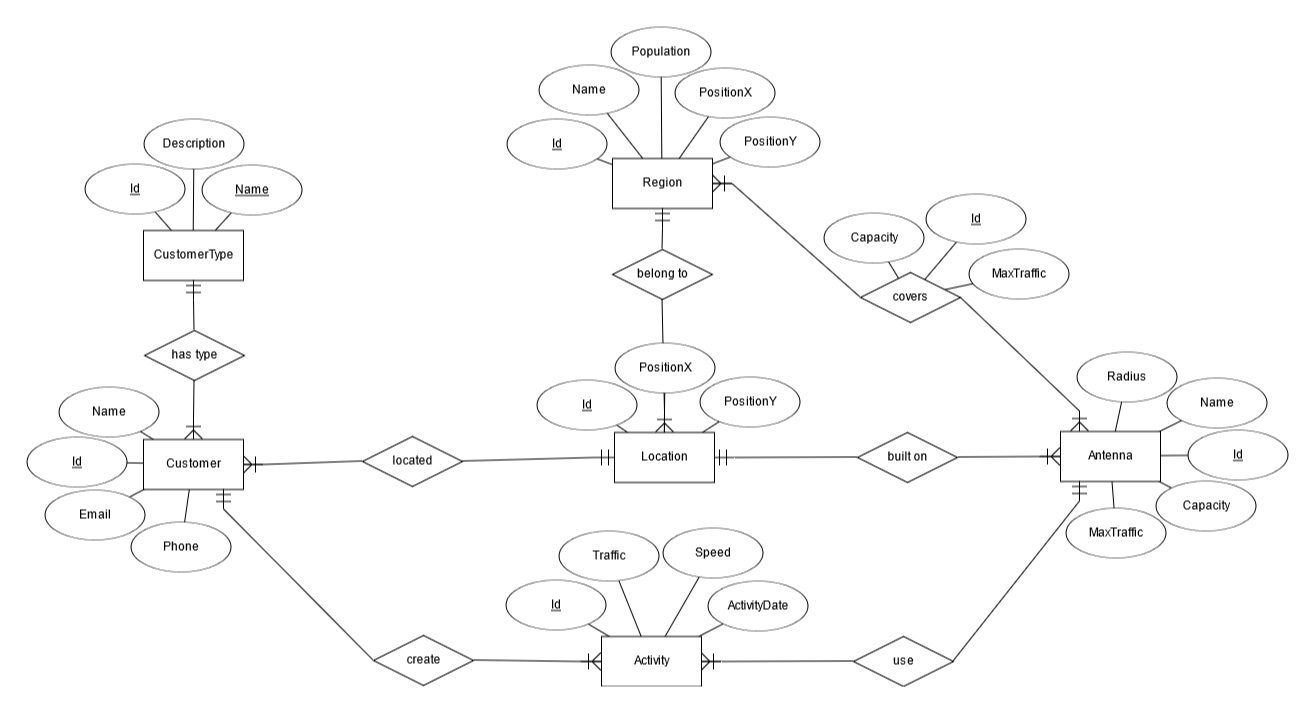 Population
Name
PositionX
Id
PositionY
Region
Description
Id
Name
CustomerType
Capacity
Id
MaxTraffic
covers
belong to
has type
PositionX
Id
PositionY
Location
Radius
Name
Id
Capacity
MaxTraffic
Antenna
Name
Id
Email
Phone
Customer
located
built on
Traffic
Speed
Id
ActivityDate
Activity
create
use